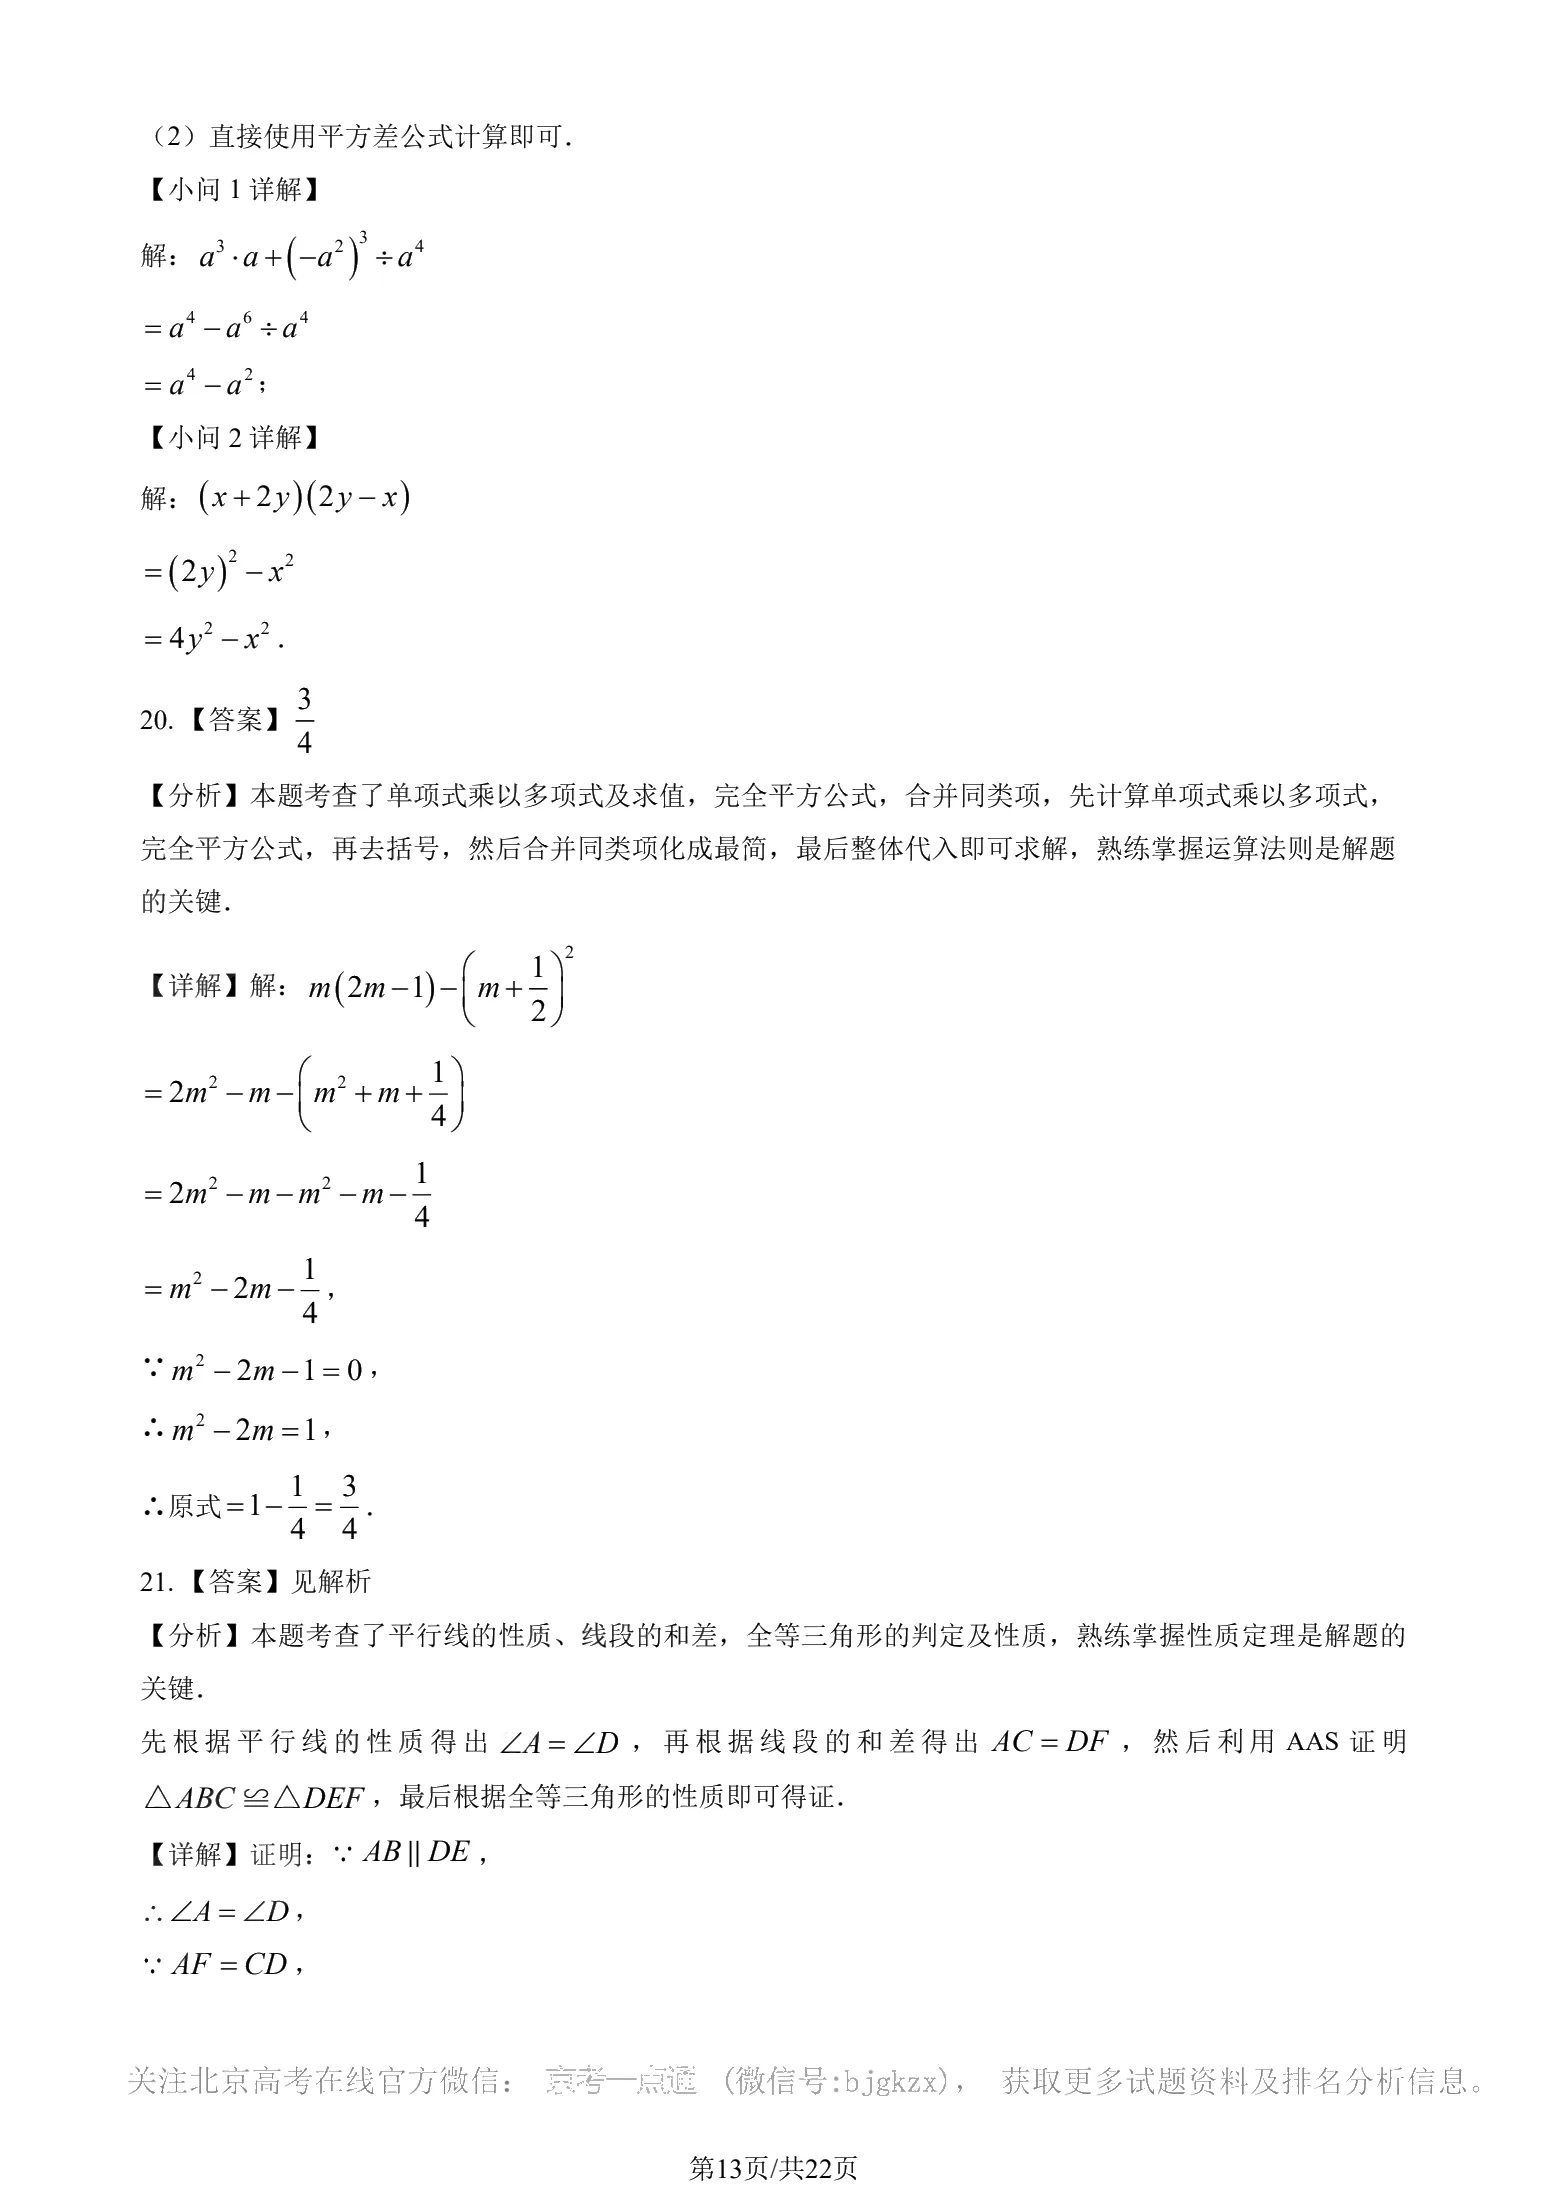 （2）直接使用平方差公式计算即可．
【小问 1 详解】
解：a³·a+(−a²)³÷a⁴
=a⁴−a⁶÷a⁴
=a⁴−a²；
【小问 2 详解】
解：(x+2y)(2y−x)
=(2y)²−x²
=4y²−x²．
20. 【答案】3/4
【分析】本题考查了单项式乘以多项式及求值，完全平方公式，合并同类项，先计算单项式乘以多项式，
完全平方公式，再去括号，然后合并同类项化成最简，最后整体代入即可求解，熟练掌握运算法则是解题
的关键．
【详解】解：m(2m−1)−(m+1/2)²
=2m²−m−(m²+m+1/4)
=2m²−m−m²−m−1/4
=m²−2m−1/4，
∵m²−2m−1=0，
∴m²−2m=1，
∴原式=1−1/4=3/4．
21. 【答案】见解析
【分析】本题考查了平行线的性质、线段的和差，全等三角形的判定及性质，熟练掌握性质定理是解题的
关键．
先根据平行线的性质得出∠A=∠D，再根据线段的和差得出 AC=DF，然后利用 AAS 证明
△ABC≌△DEF，最后根据全等三角形的性质即可得证．
【详解】证明：∵AB∥DE，
∴∠A=∠D，
∵AF=CD，
关注北京高考在线官方微信：京考一点通 (微信号:bjgkzx)， 获取更多试题资料及排名分析信息。
第13页/共22页